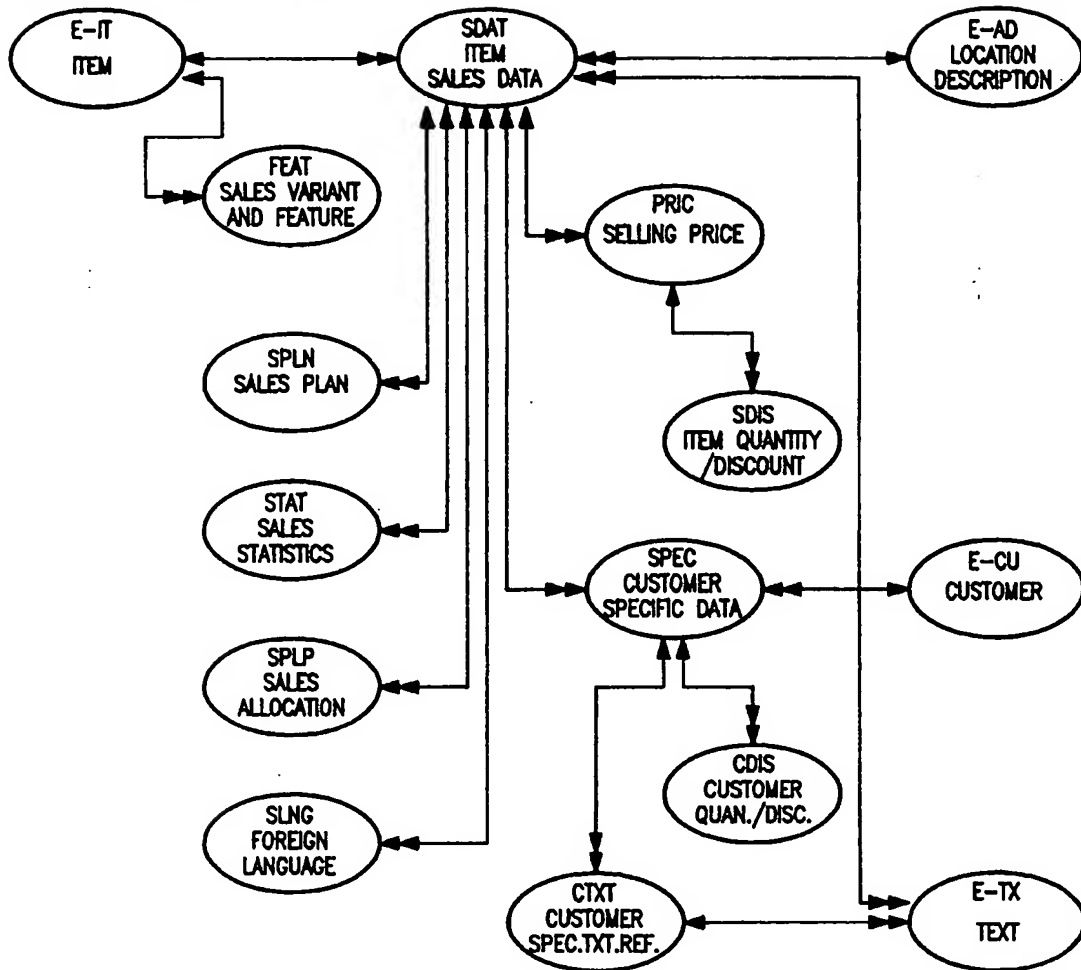 E-IT
ITEM
SDAT
ITEM
SALES DATA
E-AD
LOCATION
DESCRIPTION
FEAT
SALES VARIANT
AND FEATURE
PRIC
SELLING PRICE
SPLN
SALES PLAN
SDIS
ITEM QUANTITY
/DISCOUNT
STAT
SALES
STATISTICS
SPEC
CUSTOMER
SPECIFIC DATA
E-CU
CUSTOMER
SPLP
SALES
ALLOCATION
CDIS
CUSTOMER
QUAN./DISC.
SLNG
FOREIGN
LANGUAGE
CTXT
CUSTOMER
SPEC.TXT.REF.
E-TX
TEXT